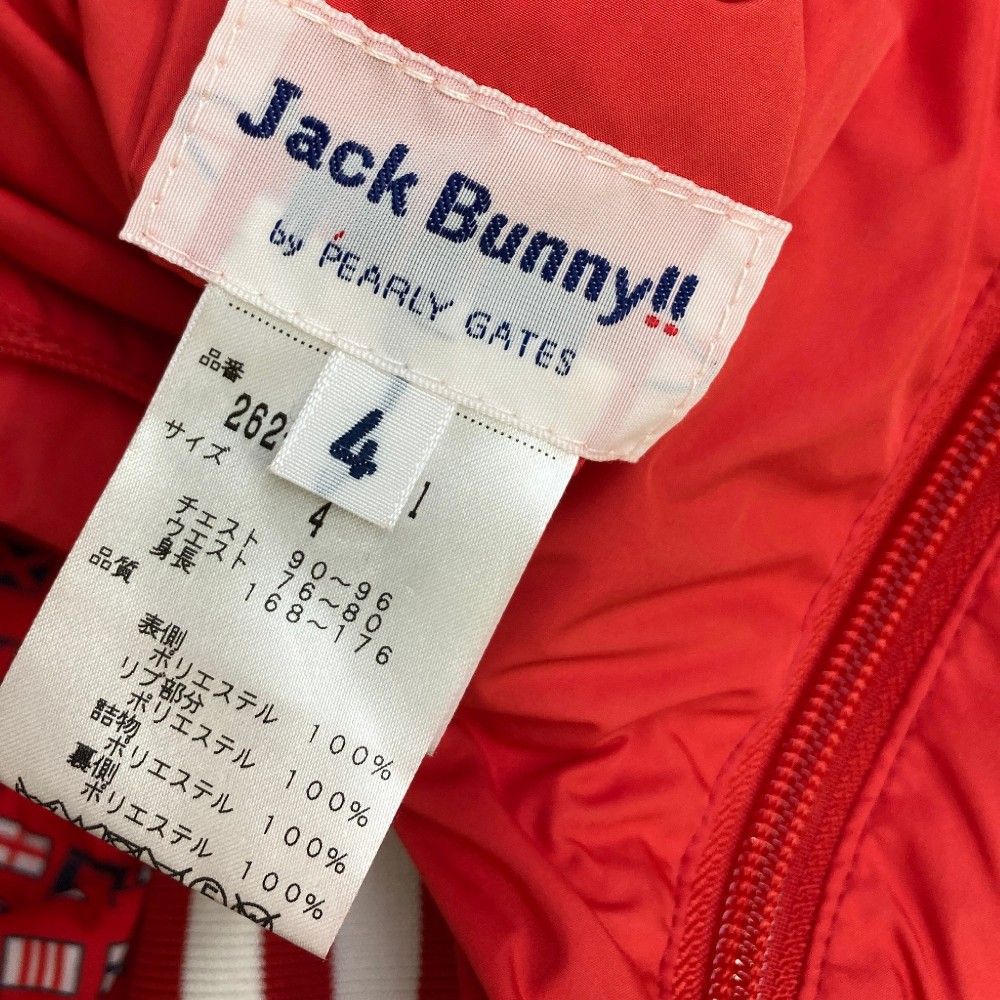 Jack Bunny!!
by PEARLY GATES
4
品番
262 1
サイズ 4
チェスト 90～96
ウエスト 76～80
身長 168～176
品質
表側
ポリエステル 100%
リブ部分
ポリエステル 100%
詰物
ポリエステル 100%
裏側
ポリエステル 100%